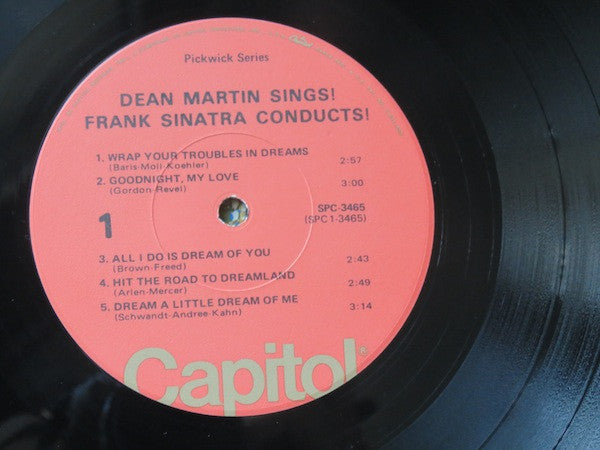 Pickwick Series
DEAN MARTIN SINGS!
FRANK SINATRA CONDUCTS!
1. WRAP YOUR TROUBLES IN DREAMS
(Baris-Moll-Koehler) 2:57
2. GOODNIGHT, MY LOVE
(Gordon-Revel) 3:00
1
SPC-3465
(SPC 1-3465)
3. ALL I DO IS DREAM OF YOU
(Brown-Freed) 2:43
4. HIT THE ROAD TO DREAMLAND
(Arlen-Mercer) 2:49
5. DREAM A LITTLE DREAM OF ME
(Schwandt-Andree-Kahn) 3:14
Capitol®